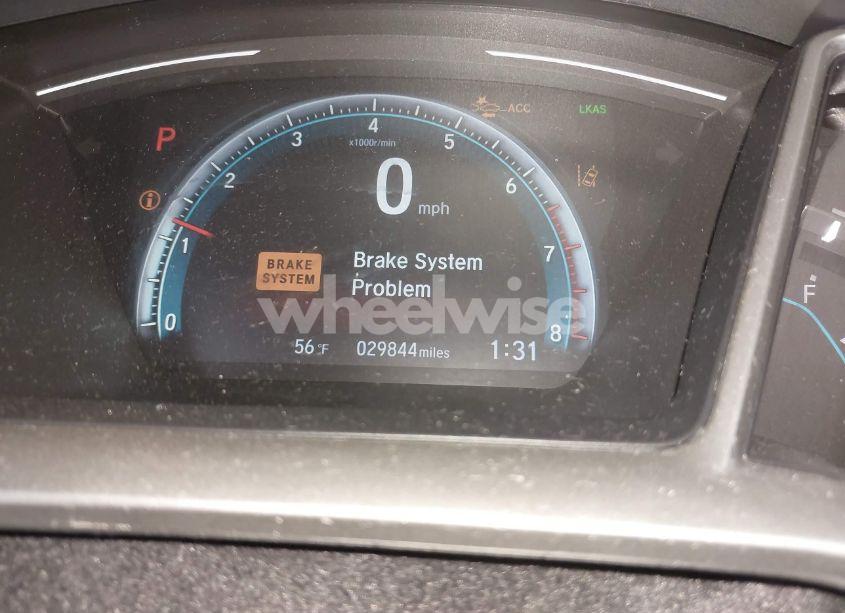 ACC
LKAS
P
4
3
5
x1000r/min
2
6
0 mph
1
7
BRAKE
SYSTEM
Brake System
Problem
wheelwise
0
8
56°F
029844 miles
1:31
F